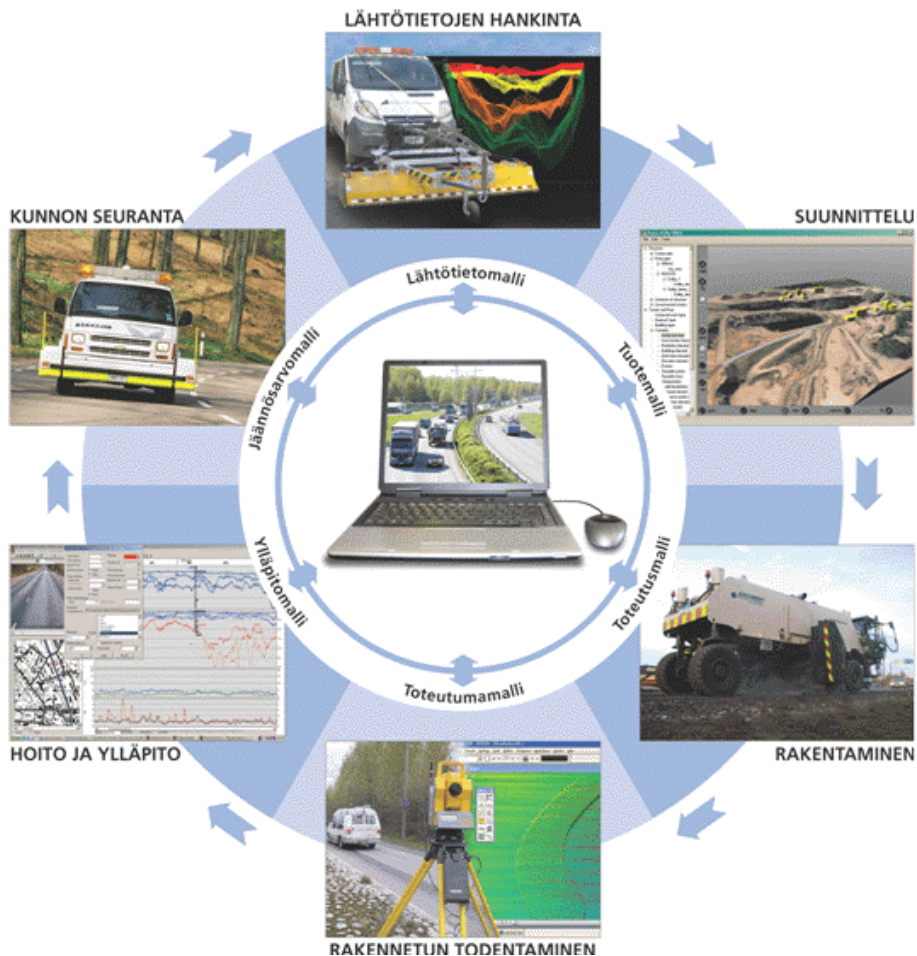 LÄHTÖTIETOJEN HANKINTA
KUNNON SEURANTA
SUUNNITTELU
Lähtötietomalli
Jäännösarvomalli
Tuotemalli
Ylläpitomalli
Toteutusmalli
Toteutumamalli
HOITO JA YLLÄPITO
RAKENTAMINEN
RAKENNETUN TODENTAMINEN